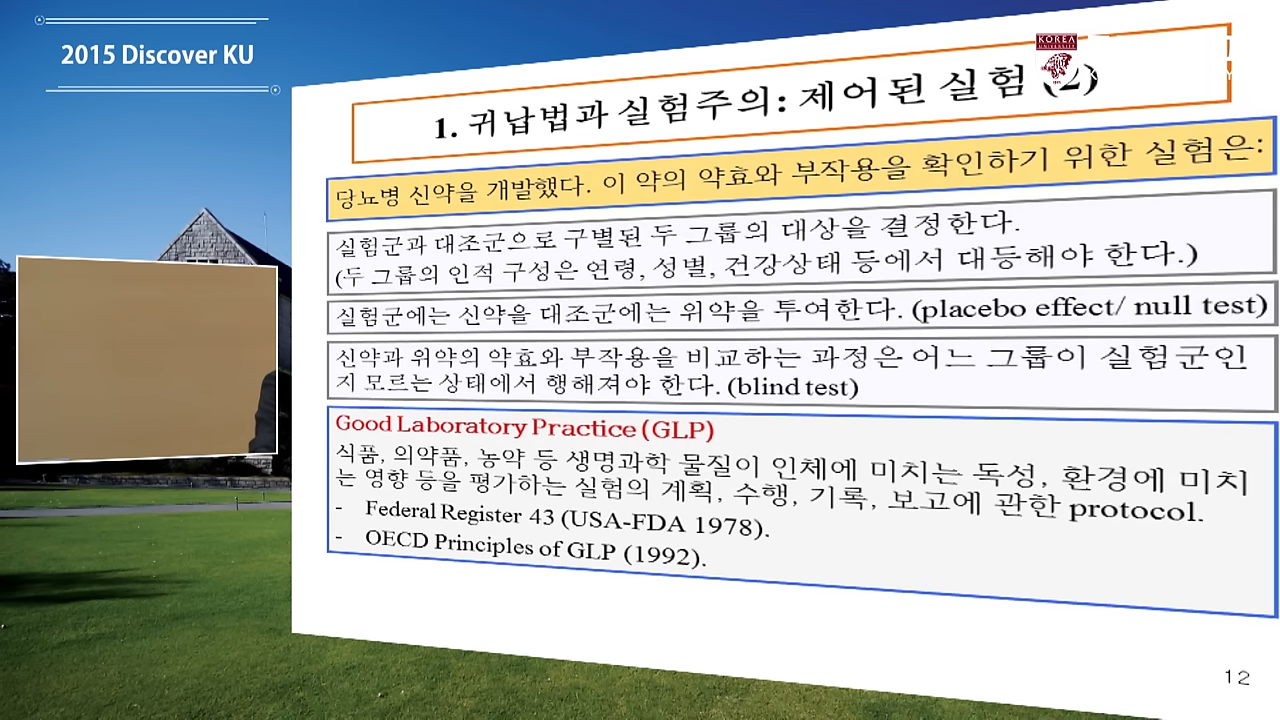 2015 Discover KU
KOREA
UNIVERSITY
1. 귀납법과 실험주의: 제어된 실험 (2)
당뇨병 신약을 개발했다. 이 약의 약효와 부작용을 확인하기 위한 실험은:
실험군과 대조군으로 구별된 두 그룹의 대상을 결정한다.
(두 그룹의 인적 구성은 연령, 성별, 건강상태 등에서 대등해야 한다.)
실험군에는 신약을 대조군에는 위약을 투여한다. (placebo effect/ null test)
신약과 위약의 약효와 부작용을 비교하는 과정은 어느 그룹이 실험군인
지 모르는 상태에서 행해져야 한다. (blind test)
Good Laboratory Practice (GLP)
식품, 의약품, 농약 등 생명과학 물질이 인체에 미치는 독성, 환경에 미치
는 영향 등을 평가하는 실험의 계획, 수행, 기록, 보고에 관한 protocol.
- Federal Register 43 (USA-FDA 1978).
- OECD Principles of GLP (1992).
12